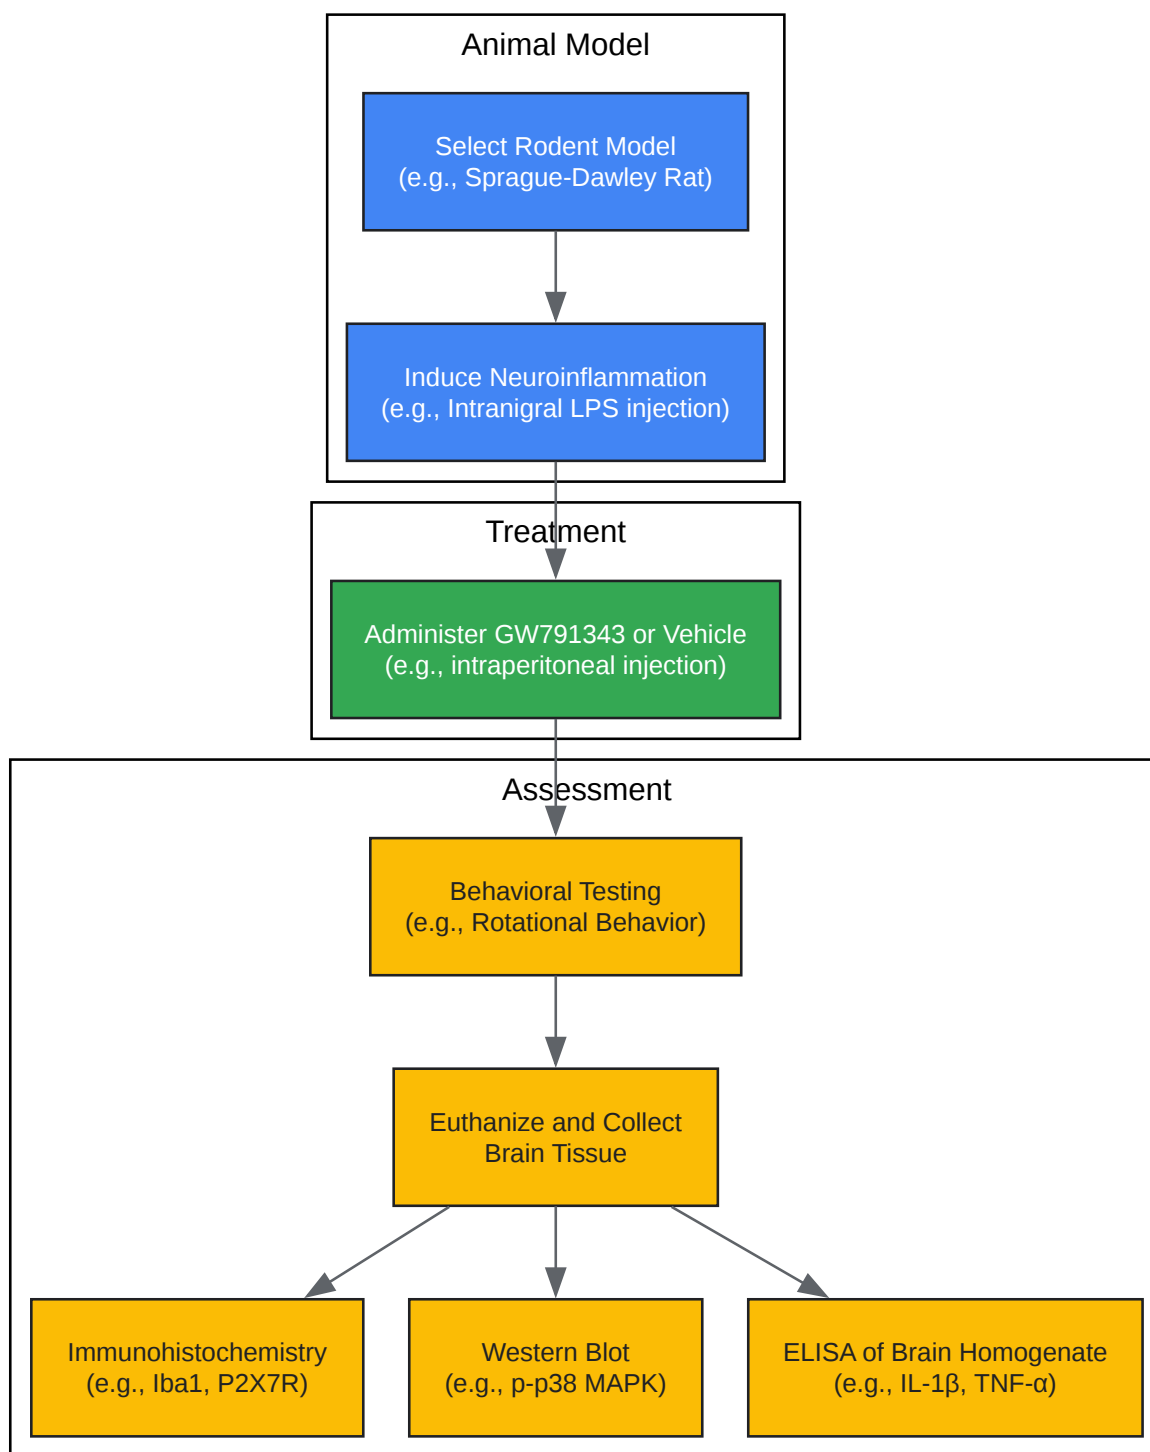 Animal Model
Select Rodent Model
(e.g., Sprague-Dawley Rat)
Induce Neuroinflammation
(e.g., Intranigral LPS injection)
Treatment
Administer GW791343 or Vehicle
(e.g., intraperitoneal injection)
Assessment
Behavioral Testing
(e.g., Rotational Behavior)
Euthanize and Collect
Brain Tissue
Immunohistochemistry
(e.g., Iba1, P2X7R)
Western Blot
(e.g., p-p38 MAPK)
ELISA of Brain Homogenate
(e.g., IL-1β, TNF-α)